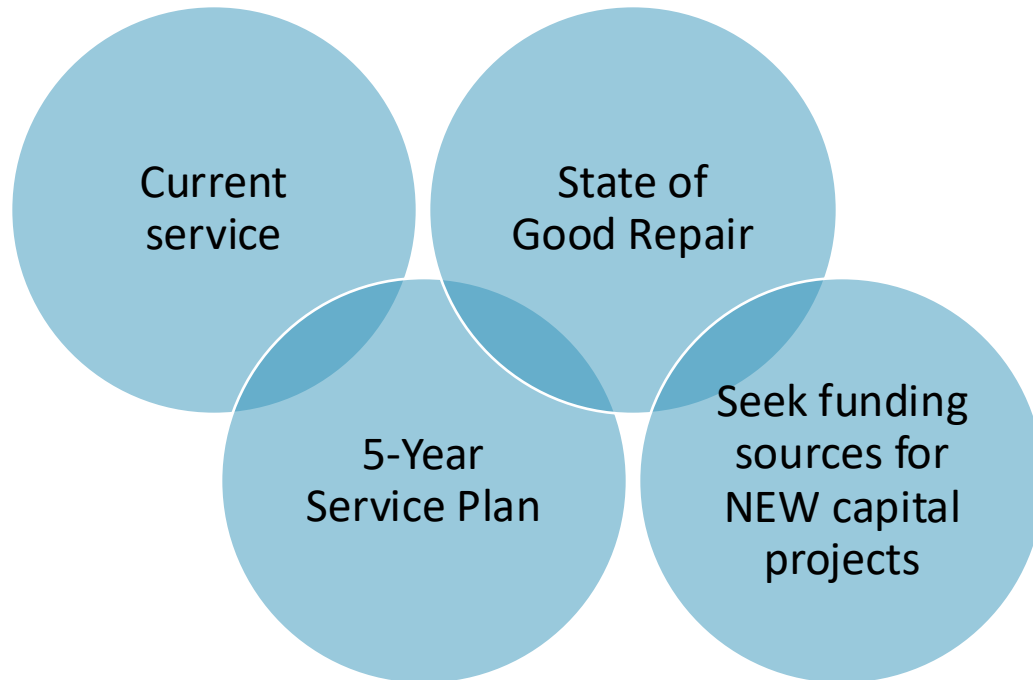 Current
service
State of
Good Repair
5-Year
Service Plan
Seek funding
sources for
NEW capital
projects